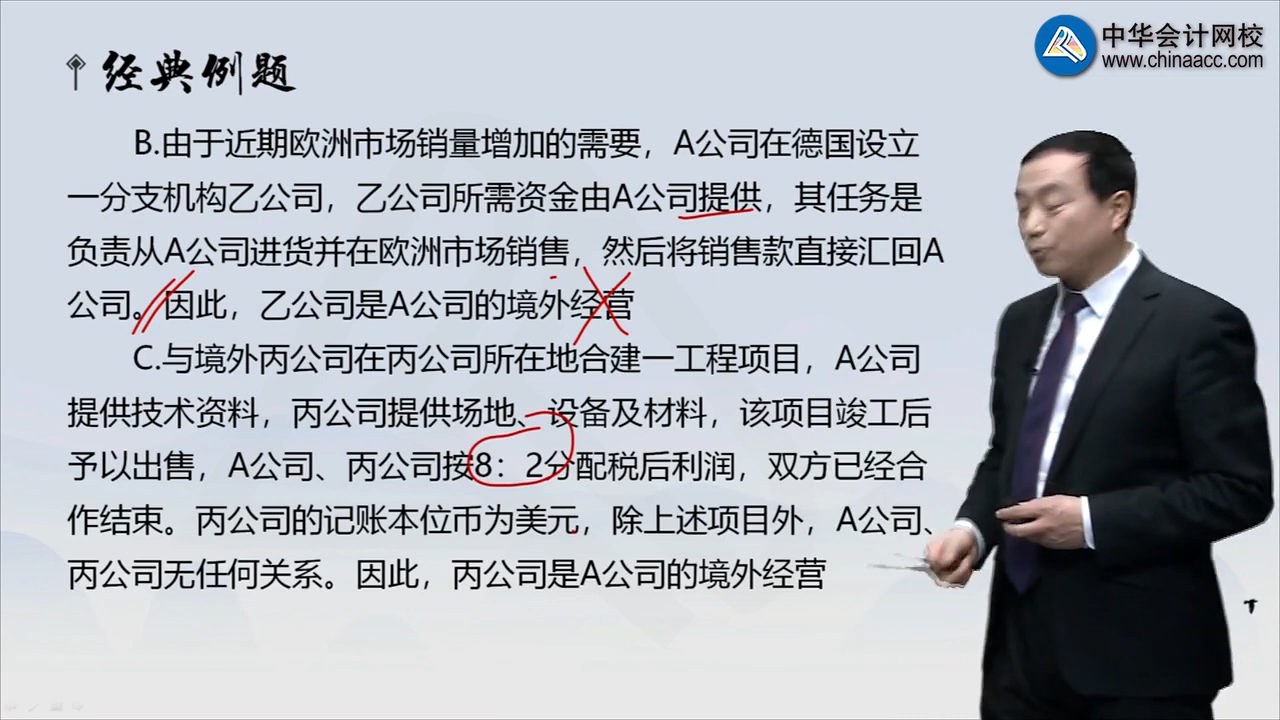 经典例题
中华会计网校
www.chinaacc.com
B.由于近期欧洲市场销量增加的需要，A公司在德国设立
一分支机构乙公司，乙公司所需资金由A公司提供，其任务是
负责从A公司进货并在欧洲市场销售，然后将销售款直接汇回A
公司。因此，乙公司是A公司的境外经营
C.与境外丙公司在丙公司所在地合建一工程项目，A公司
提供技术资料，丙公司提供场地、设备及材料，该项目竣工后
予以出售，A公司、丙公司按8：2分配税后利润，双方已经合
作结束。丙公司的记账本位币为美元，除上述项目外，A公司、
丙公司无任何关系。因此，丙公司是A公司的境外经营